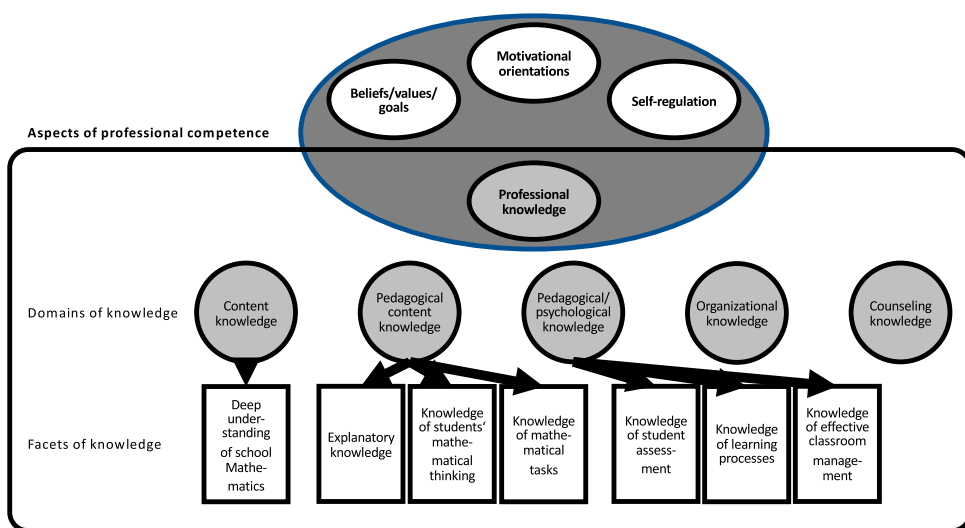 Motivational
orientations
Beliefs/values/
goals
Self-regulation
Aspects of professional competence
Professional
knowledge
Domains of knowledge
Content
knowledge
Pedagogical
content
knowledge
Pedagogical/
psychological
knowledge
Organizational
knowledge
Counseling
knowledge
Facets of knowledge
Deep
under-
standing
of school
Mathe-
matics
Explanatory
knowledge
Knowledge
of students‘
mathe-
matical
thinking
Knowledge
of mathe-
matical
tasks
Knowledge
of student
assess-
ment
Knowledge
of learning
processes
Knowledge
of effective
classroom
manage-
ment